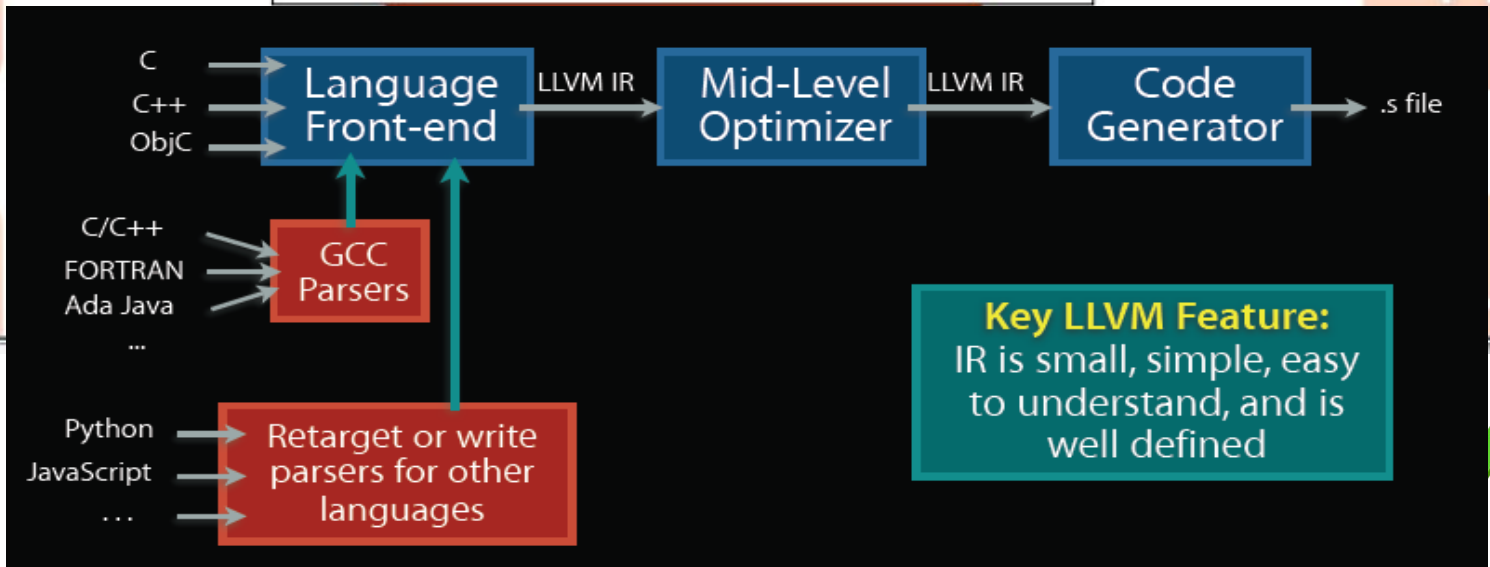 C
C++
ObjC
Language
Front-end
LLVM IR
Mid-Level
Optimizer
LLVM IR
Code
Generator
.s file
C/C++
FORTRAN
Ada Java
...
GCC
Parsers
Python
JavaScript
...
Retarget or write
parsers for other
languages
Key LLVM Feature:
IR is small, simple, easy
to understand, and is
well defined